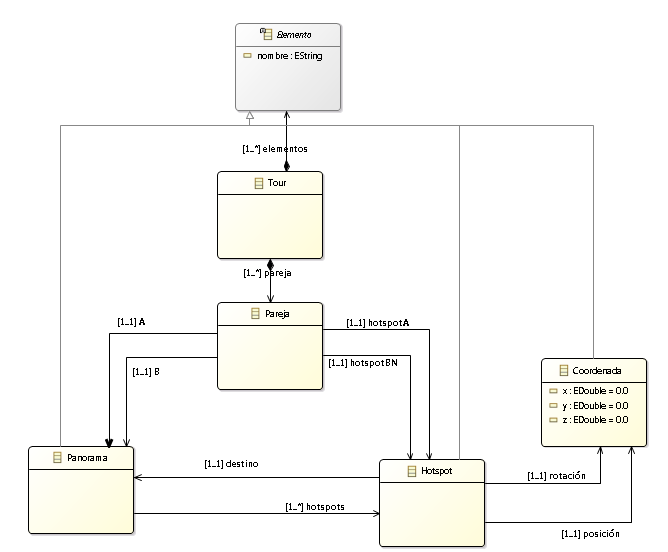 Elemento
nombre : EString
[1..*] elementos
Tour
[1..*] pareja
Pareja
[1..1] A
[1..1] hotspotA
[1..1] B
[1..1] hotspotBN
Coordenada
x : EDouble = 0.0
y : EDouble = 0.0
z : EDouble = 0.0
Panorama
[1..1] destino
Hotspot
[1..1] rotación
[1..*] hotspots
[1..1] posición